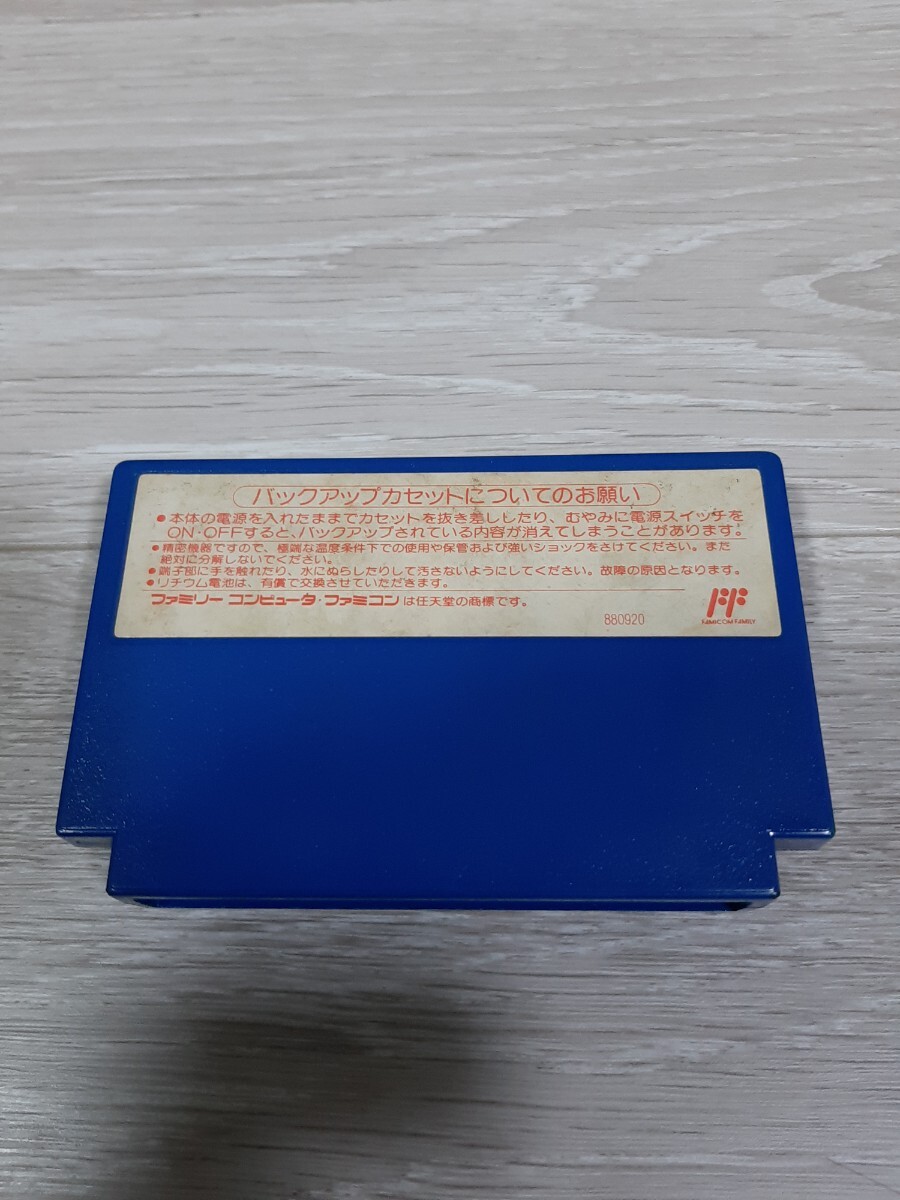 バックアップカセットについてのお願い
●本体の電源を入れたままでカセットを抜き差ししたり、むやみに電源スイッチを
ON・OFFすると、バックアップされている内容が消えてしまうことがあります。
●精密機器ですので、極端な温度条件下での使用や保管および強いショックをさけてください。また
絶対に分解しないでください。
●端子部に手を触れたり、水にぬらしたりして汚さないようにしてください。故障の原因となります。
●リチウム電池は、有償で交換させていただきます。
ファミリー コンピュータ・ファミコンは任天堂の商標です。
880920
FAMICOM FAMILY